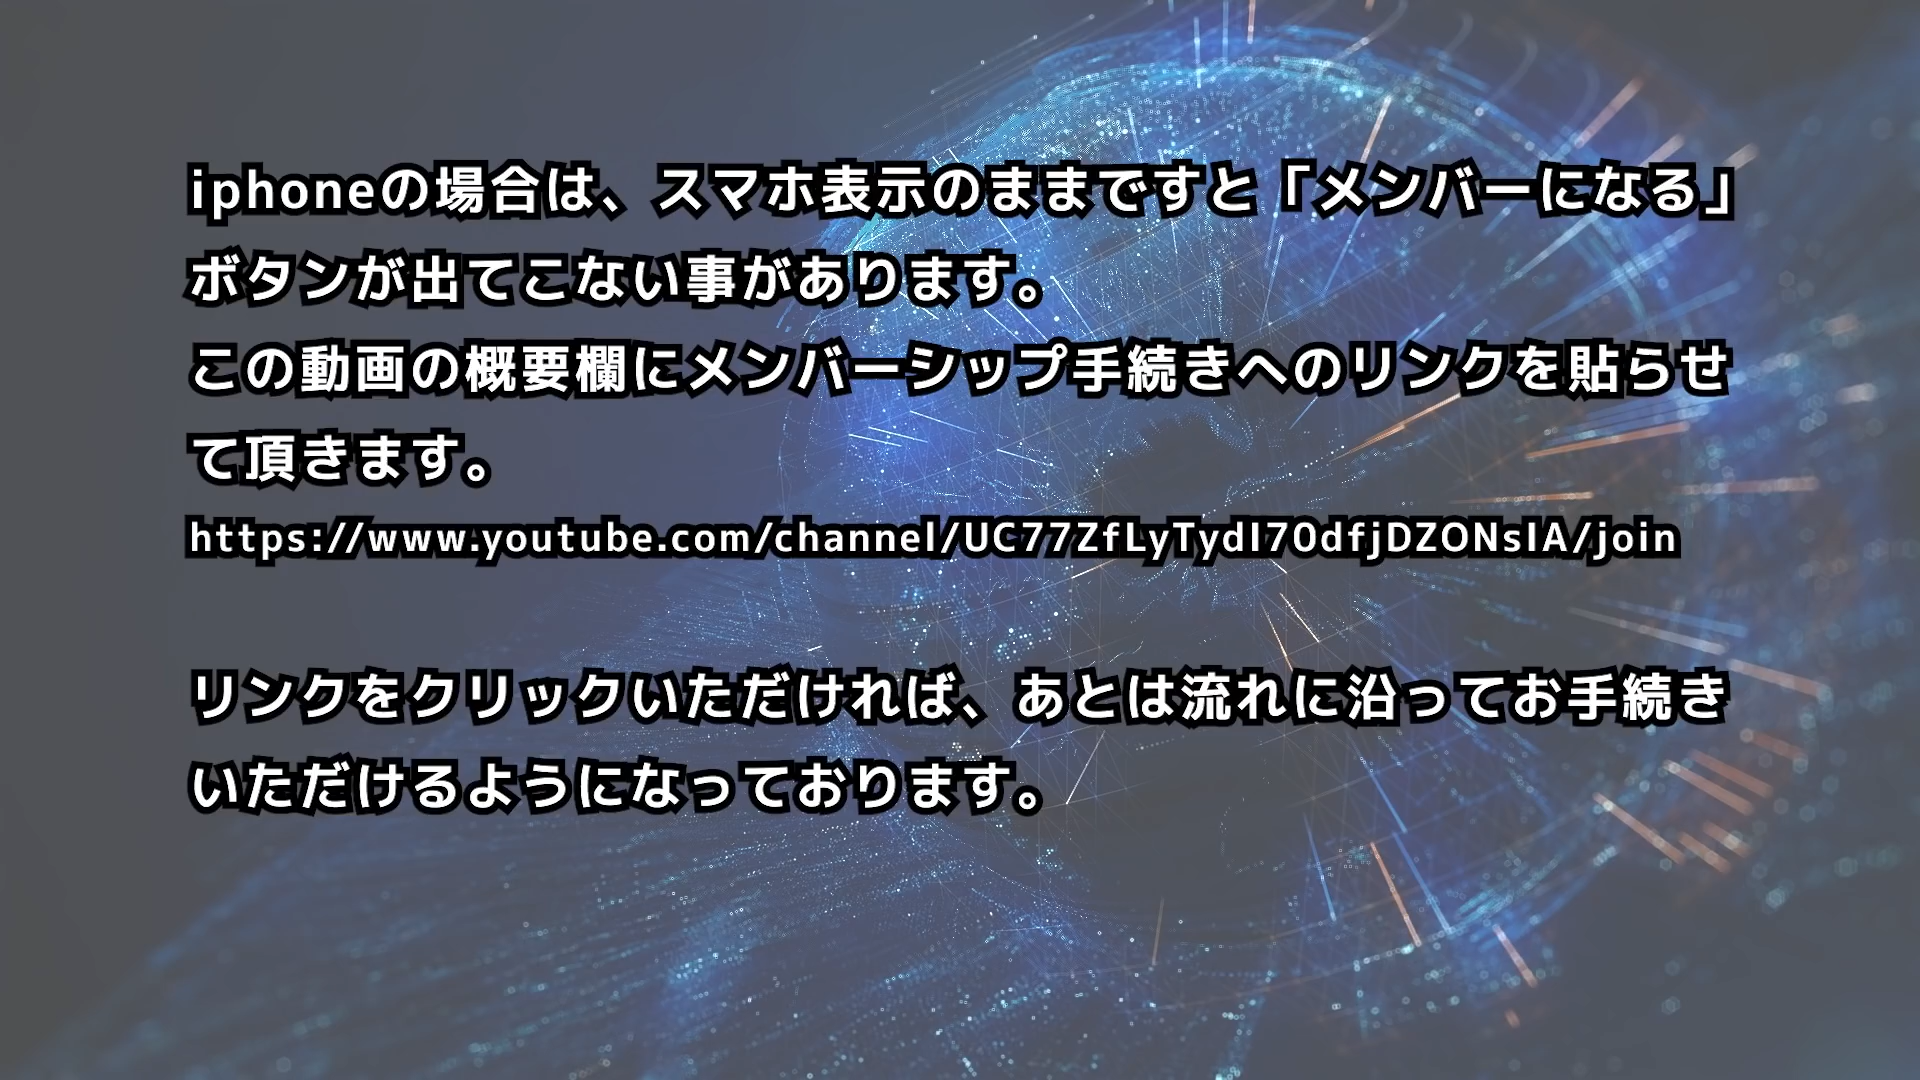 iphoneの場合は、スマホ表示のままですと「メンバーになる」
ボタンが出てこない事があります。
この動画の概要欄にメンバーシップ手続きへのリンクを貼らせ
て頂きます。
https://www.youtube.com/channel/UC77ZfLyTydI70dfjDZONsIA/join
リンクをクリックいただければ、あとは流れに沿ってお手続き
いただけるようになっております。